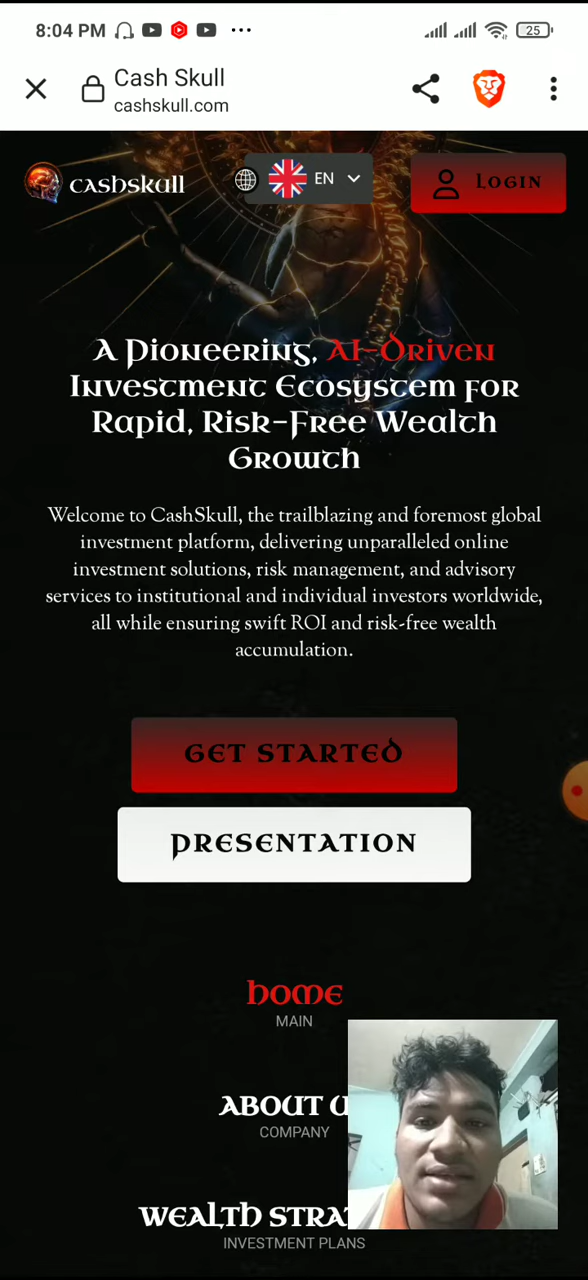 8:04 PM
25
Cash Skull
cashskull.com
cashskull
EN
LOGIN
A Pioneering, AI-Driven
Investment Ecosystem for
Rapid, Risk-Free Wealth
Growth
Welcome to CashSkull, the trailblazing and foremost global
investment platform, delivering unparalleled online
investment solutions, risk management, and advisory
services to institutional and individual investors worldwide,
all while ensuring swift ROI and risk-free wealth
accumulation.
GET STARTED
PRESENTATION
HOME
MAIN
ABOUT U
COMPANY
WEALTH STRA
INVESTMENT PLANS